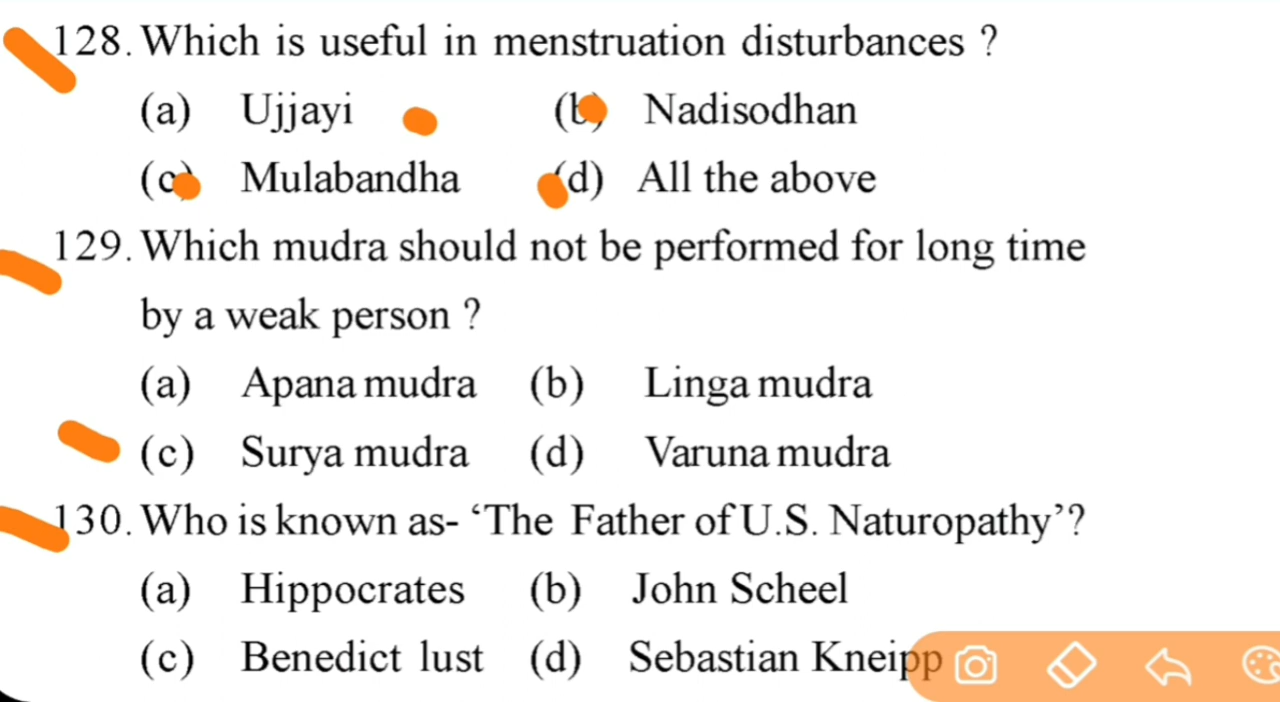 128. Which is useful in menstruation disturbances ?
(a) Ujjayi (b) Nadisodhan
(c) Mulabandha (d) All the above
129. Which mudra should not be performed for long time
by a weak person ?
(a) Apana mudra (b) Linga mudra
(c) Surya mudra (d) Varuna mudra
130. Who is known as- ‘The Father of U.S. Naturopathy’?
(a) Hippocrates (b) John Scheel
(c) Benedict lust (d) Sebastian Kneipp